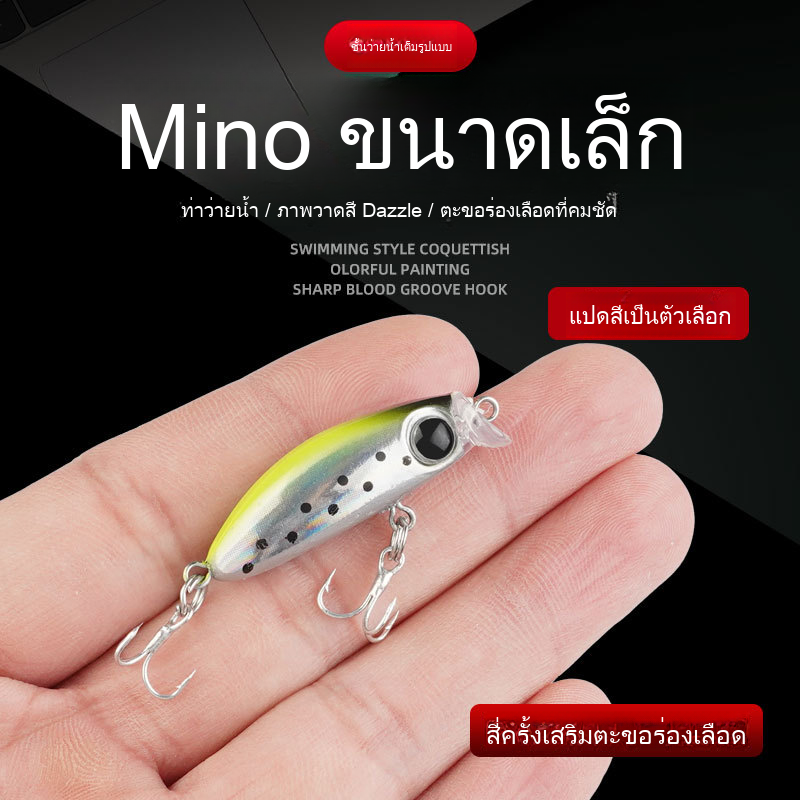 ชั้นว่ายน้ำเต็มรูปแบบ
Mino ขนาดเล็ก
ท่าว่ายน้ำ / ภาพวาดสี Dazzle / ตะขอร่องเลือดที่คมชัด
SWIMMING STYLE COQUETTISH
OLORFUL PAINTING
SHARP BLOOD GROOVE HOOK
แปดสีเป็นตัวเลือก
สี่ครั้งเสริมตะขอร่องเลือด